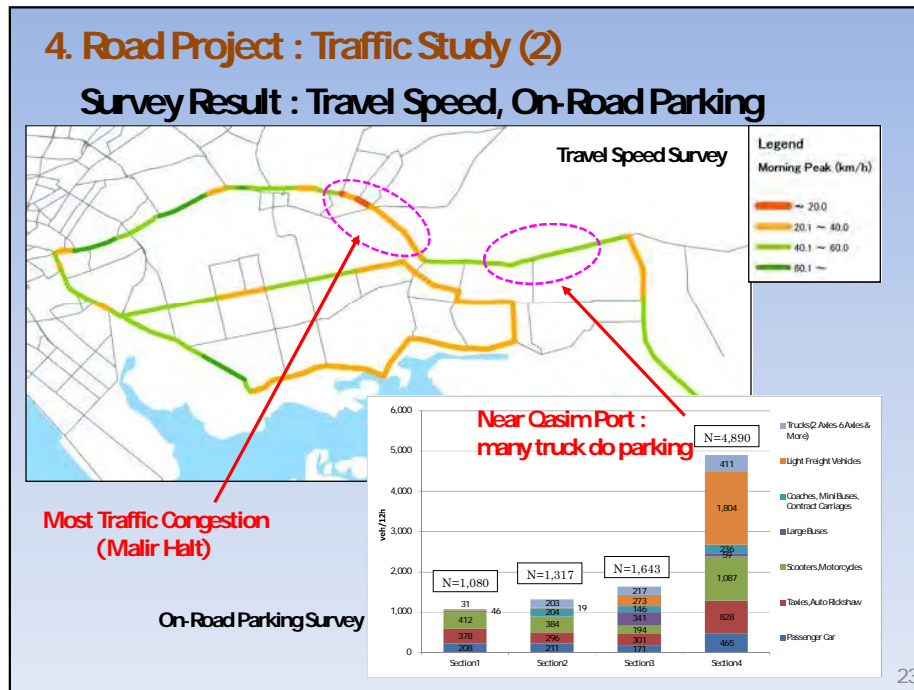 4. Road Project : Traffic Study (2)
Survey Result : Travel Speed, On-Road Parking
Travel Speed Survey
Legend
Morning Peak (km/h)
~ 20.0
20.1 ~ 40.0
40.1 ~ 60.0
60.1 ~
Most Traffic Congestion
(Malir Halt)
On-Road Parking Survey
Near Qasim Port :
many truck do parking
veh/12h
6,000
5,000
4,000
3,000
2,000
1,000
0
N=1,080
31
46
412
378
208
Section1
N=1,317
203
19
204
384
296
211
Section2
N=1,643
217
273
146
341
194
301
171
Section3
N=4,890
411
1,804
236
59
1,087
828
465
Section4
Trucks(2 Axles 6 Axles &
More)
Light Freight Vehicles
Coaches, Mini Buses,
Contract Carriages
Large Buses
Scooters,Motorcycles
Taxies,Auto Rickshaw
Passenger Car
23